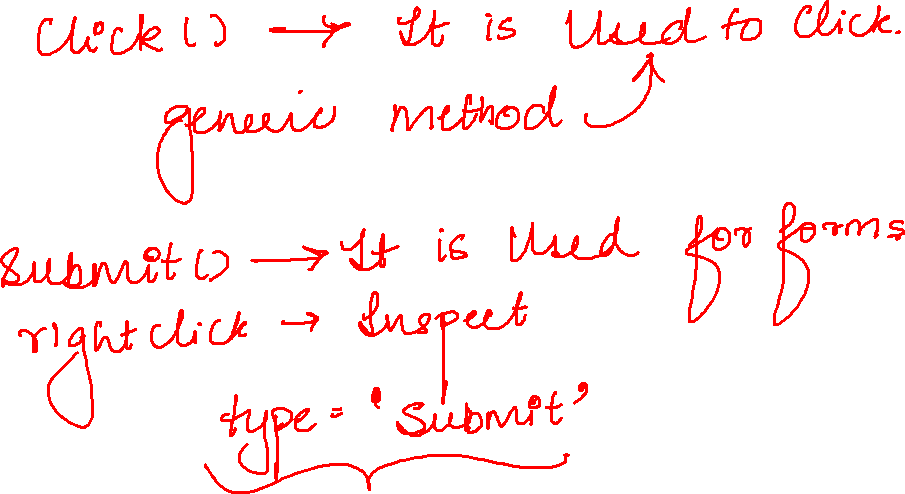 Click() → It is Used to Click.
generic method
Submit() → It is Used for forms
right click → Inspect
type = 'Submit'